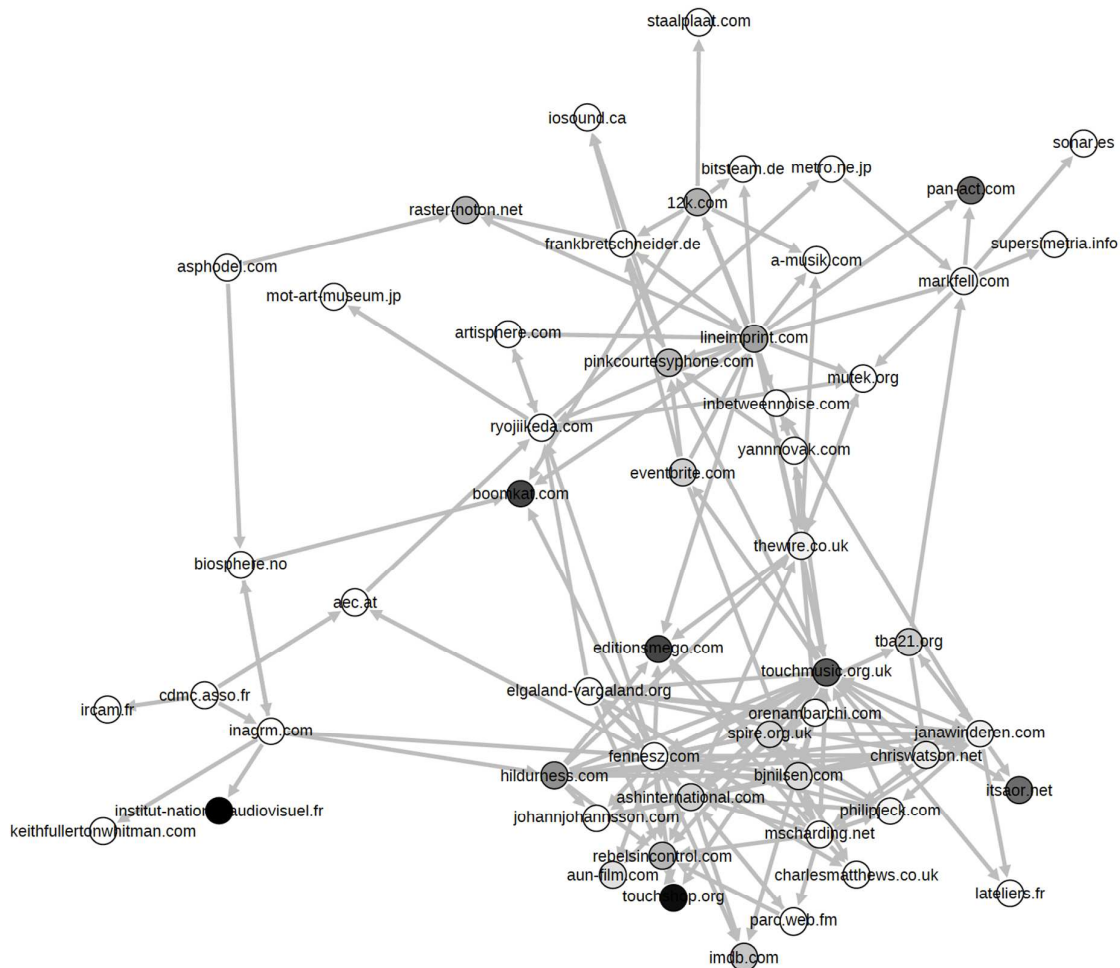 staalplaat.com
iosound.ca
sonar.es
bitsteam.de
metro.ne.jp
pan-act.com
12k.com
raster-noton.net
frankbretschneider.de
supersimetria.info
a-musik.com
asphodel.com
markfell.com
mot-art-museum.jp
artisphere.com
lineimprint.com
pinkcourtesyphone.com
mutek.org
inbetweennoise.com
ryojiikeda.com
yannnovak.com
eventbrite.com
boomkat.com
thewire.co.uk
biosphere.no
aec.at
tba21.org
editionsmego.com
touchmusic.org.uk
elgaland-vargaland.org
cdmc.asso.fr
ircam.fr
orenambarchi.com
inagrm.com
spire.org.uk
janawinderen.com
fennesz.com
chriswatson.net
hildurness.com
bjnilsen.com
itsaor.net
ashinternational.com
institut-national-audiovisuel.fr
johannjohannsson.com
philipjeck.com
keithfullertonwhitman.com
mscharding.net
rebelsincontrol.com
aun-film.com
charlesmatthews.co.uk
touchshop.org
lateliers.fr
parc.web.fm
imdb.com